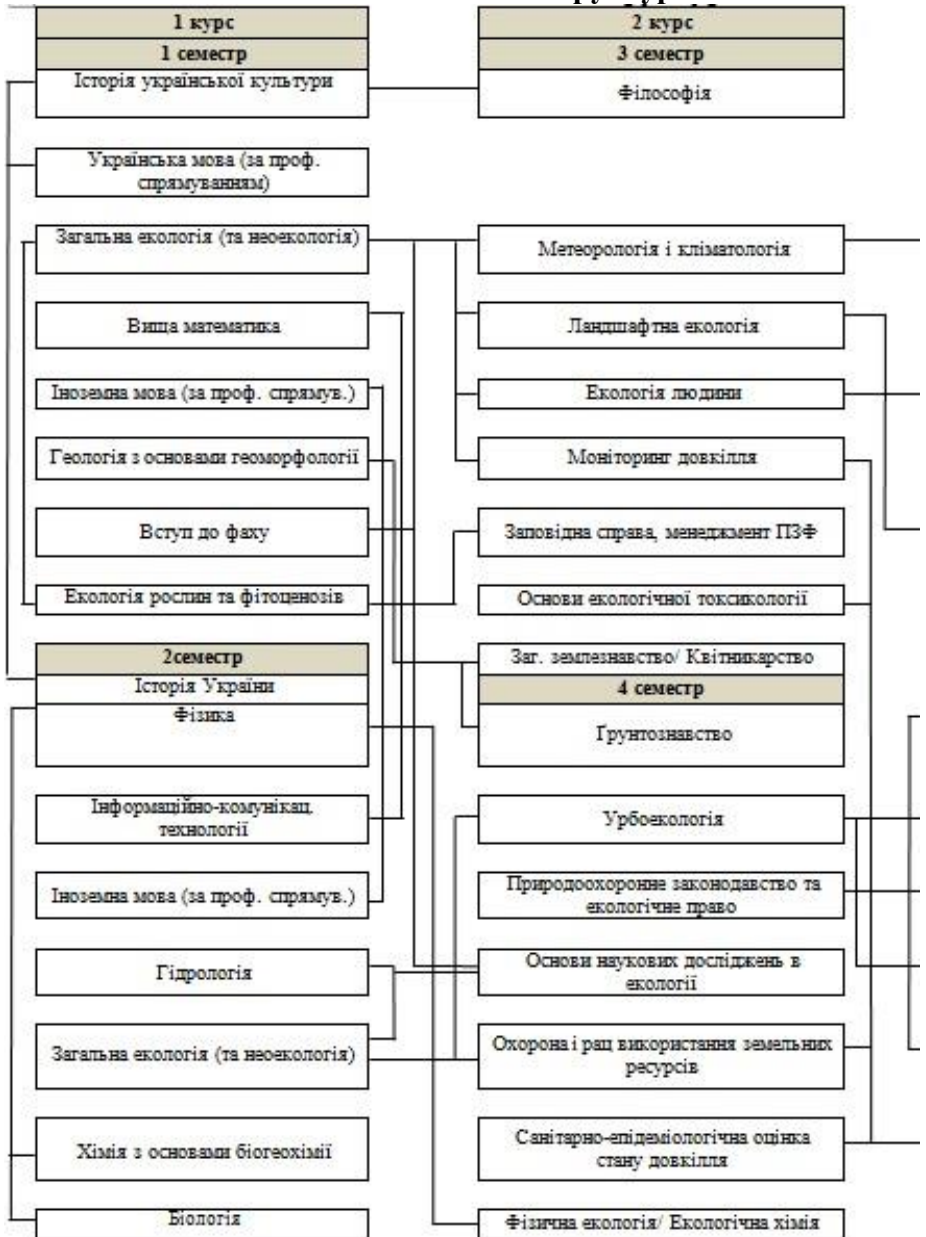 1 курс
1 семестр
Історія української культури
Українська мова (за проф.
спрямуванням)
Загальна екологія (та неоекологія)
Вища математика
Іноземна мова (за проф. спрямув.)
Геологія з основами геоморфології
Вступ до фаху
Екологія рослин та фітоценозів
2семестр
Історія України
Фізика
Інформаційно-комунікац.
технології
Іноземна мова (за проф. спрямув.)
Гідрологія
Загальна екологія (та неоекологія)
Хімія з основами біогеохімії
Біологія
2 курс
3 семестр
Філософія
Метеорологія і кліматологія
Ландшафтна екологія
Екологія людини
Моніторинг довкілля
Заповідна справа, менеджмент ПЗФ
Основи екологічної токсикології
Заг. землезнавство/ Квітникарство
4 семестр
Ґрунтознавство
Урбоекологія
Природоохоронне законодавство та
екологічне право
Основи наукових досліджень в
екології
Охорона і рац використання земельних
ресурсів
Санітарно-епідеміологічна оцінка
стану довкілля
Фізична екологія/ Екологічна хімія